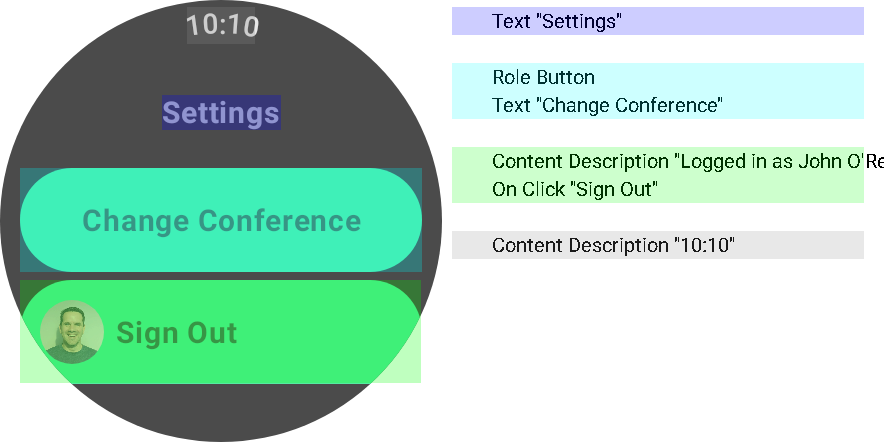 10:10
Settings
Change Conference
Sign Out
Text "Settings"
Role Button
Text "Change Conference"
Content Description "Logged in as John O'Re
On Click "Sign Out"
Content Description "10:10"